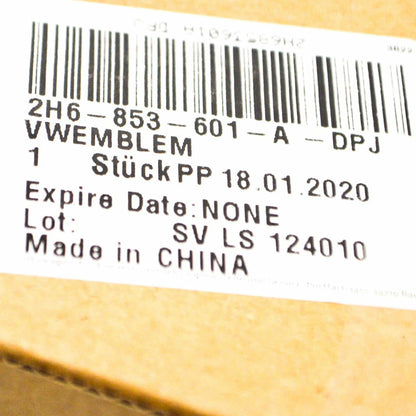 2H6-853-601-A -DPJ
VWEMBLEM
1 Stück PP 18.01.2020
Expire Date: NONE
Lot: SV LS 124010
Made in CHINA